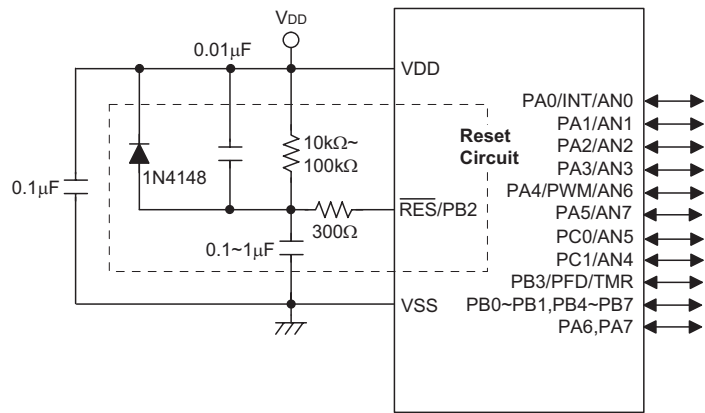 VDD
0.01μF
VDD
PA0/INT/AN0
PA1/AN1
Reset
Circuit
10kΩ~
100kΩ
PA2/AN2
PA3/AN3
1N4148
0.1μF
PA4/PWM/AN6
RES/PB2
PA5/AN7
300Ω
PC0/AN5
0.1~1μF
PC1/AN4
PB3/PFD/TMR
VSS
PB0~PB1,PB4~PB7
PA6,PA7